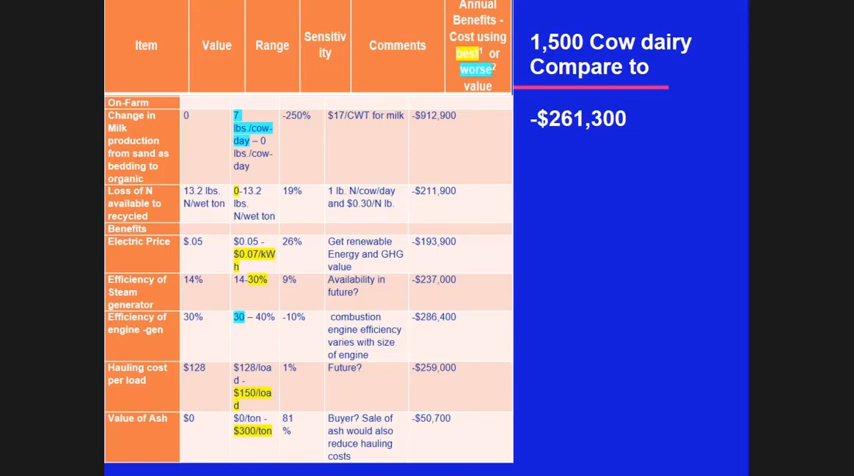 Item
Value
Range
Sensitiv
ity
Comments
Annual
Benefits -
Cost using
best¹ or
worse²
value
On-Farm
Change in
Milk
production
from sand as
bedding to
organic
0
7
lbs./cow-
day – 0
lbs./cow-
day
-250%
$17/CWT for milk
-$912,900
Loss of N
available to
recycled
13.2 lbs.
N/wet ton
0-13.2
lbs.
N/wet ton
19%
1 lb. N/cow/day
and $0.30/N lb.
-$211,900
Benefits
Electric Price
$.05
$0.05 -
$0.07/kW
h
26%
Get renewable
Energy and GHG
value
-$193,900
Efficiency of
Steam
generator
14%
14-30%
9%
Availability in
future?
-$237,000
Efficiency of
engine -gen
30%
30 – 40%
-10%
combustion
engine efficiency
varies with size
of engine
-$286,400
Hauling cost
per load
$128
$128/loa
d -
$150/loa
d
1%
Future?
-$259,000
Value of Ash
$0
$0/ton -
$300/ton
81
%
Buyer? Sale of
ash would also
reduce hauling
costs
-$50,700
1,500 Cow dairy
Compare to
-$261,300